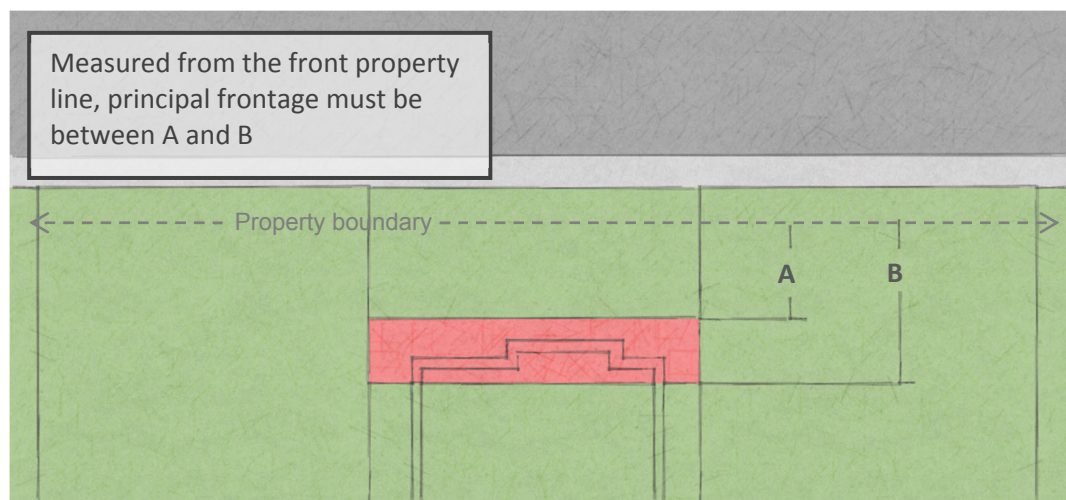 Measured from the front property
line, principal frontage must be
between A and B
Property boundary
A
B